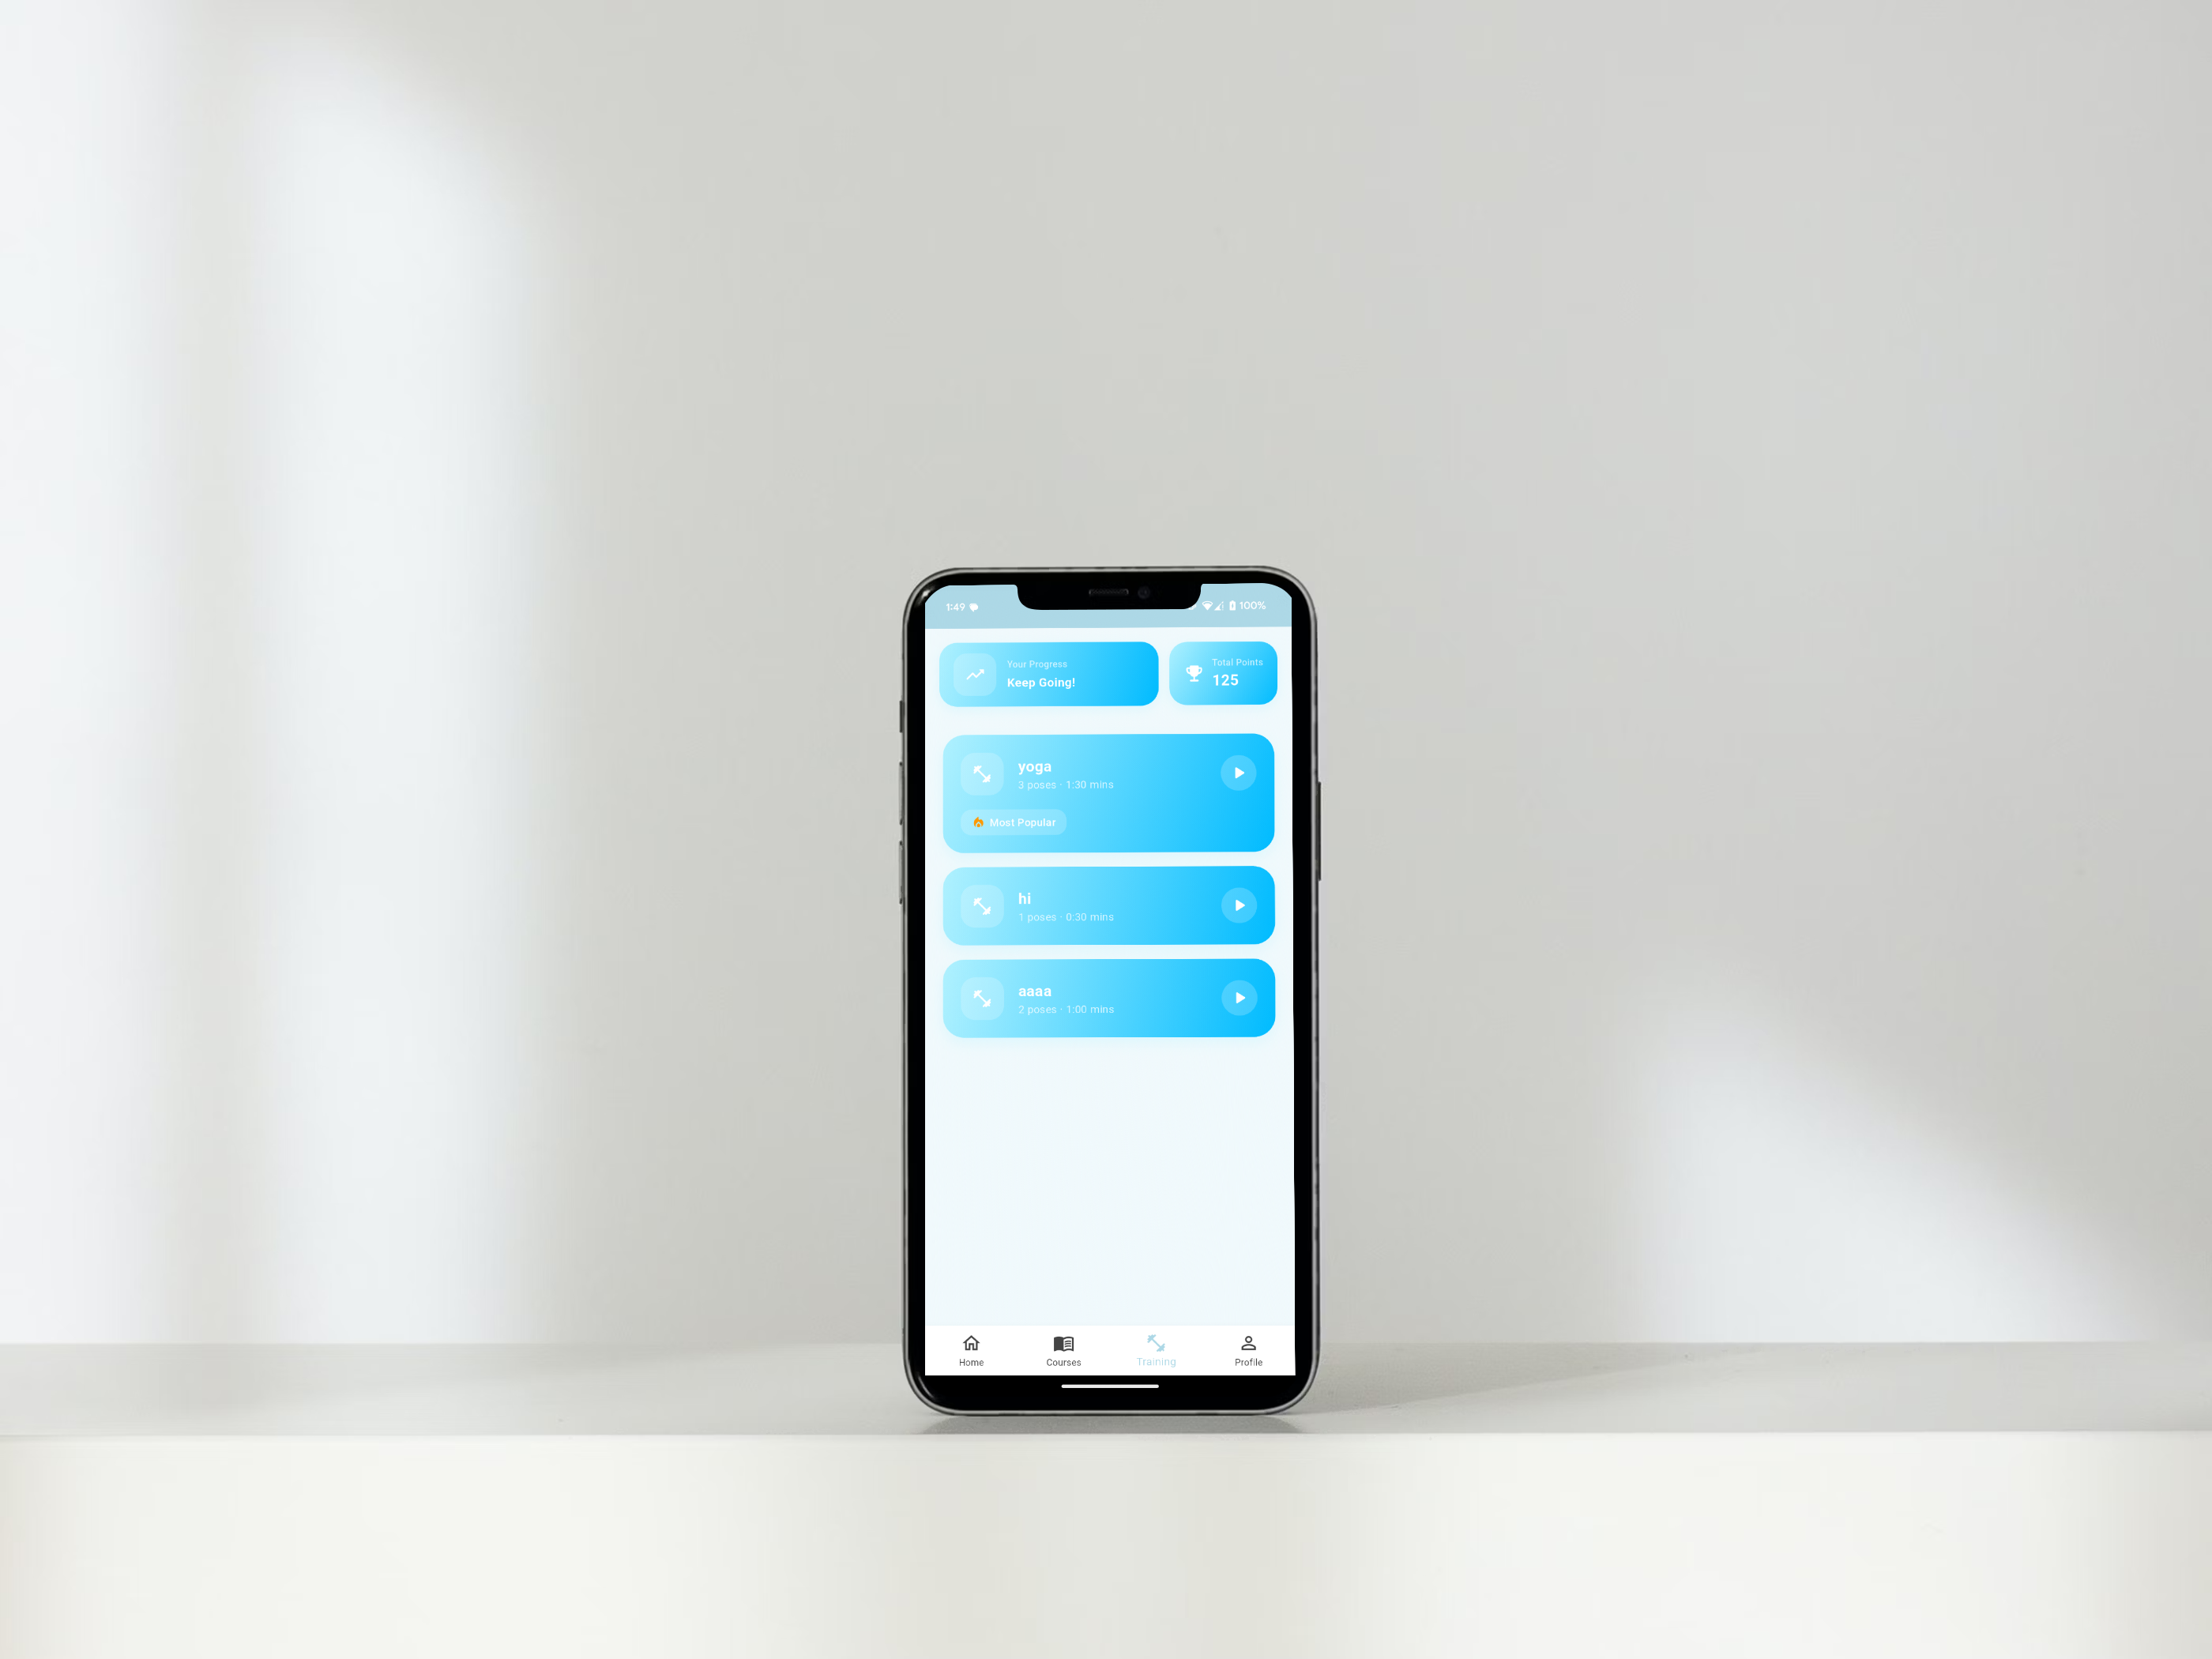 1:49 100%
Your Progress
Keep Going!
Total Points
125
yoga
3 poses · 1:30 mins
Most Popular
hi
1 poses · 0:30 mins
aaaa
2 poses · 1:00 mins
Home Courses Training Profile